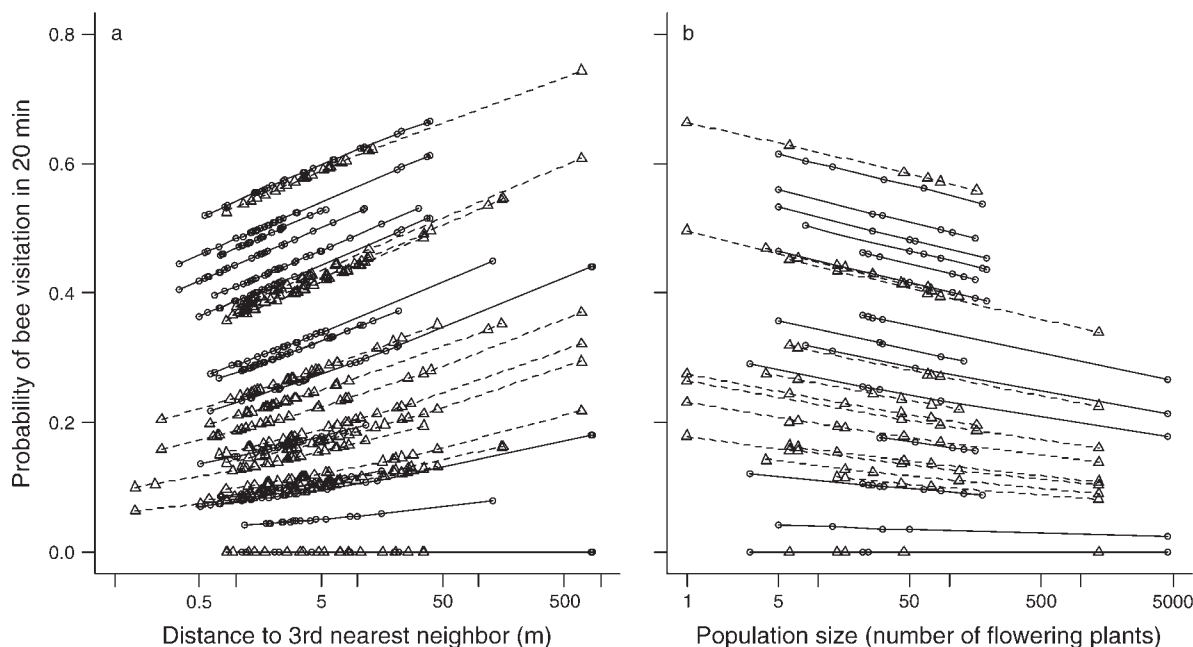 a
b
Probability of bee visitation in 20 min
0.8
0.6
0.4
0.2
0.0
0.5 5 50 500
Distance to 3rd nearest neighbor (m)
1 5 50 500 5000
Population size (number of flowering plants)